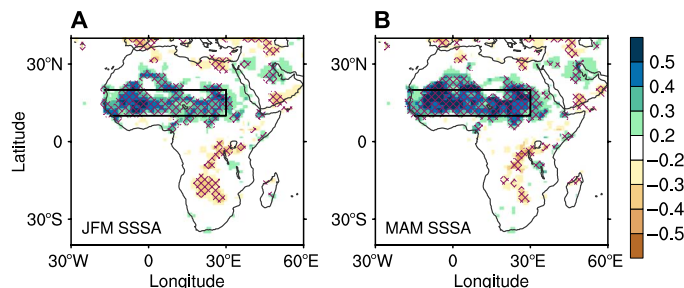 A
B
Latitude
30°N
0
30°S
JFM SSSA
30°W
0
30°E
60°E
Longitude
30°N
0
30°S
MAM SSSA
30°W
0
30°E
60°E
Longitude
0.5
0.4
0.3
0.2
−0.2
−0.3
−0.4
−0.5